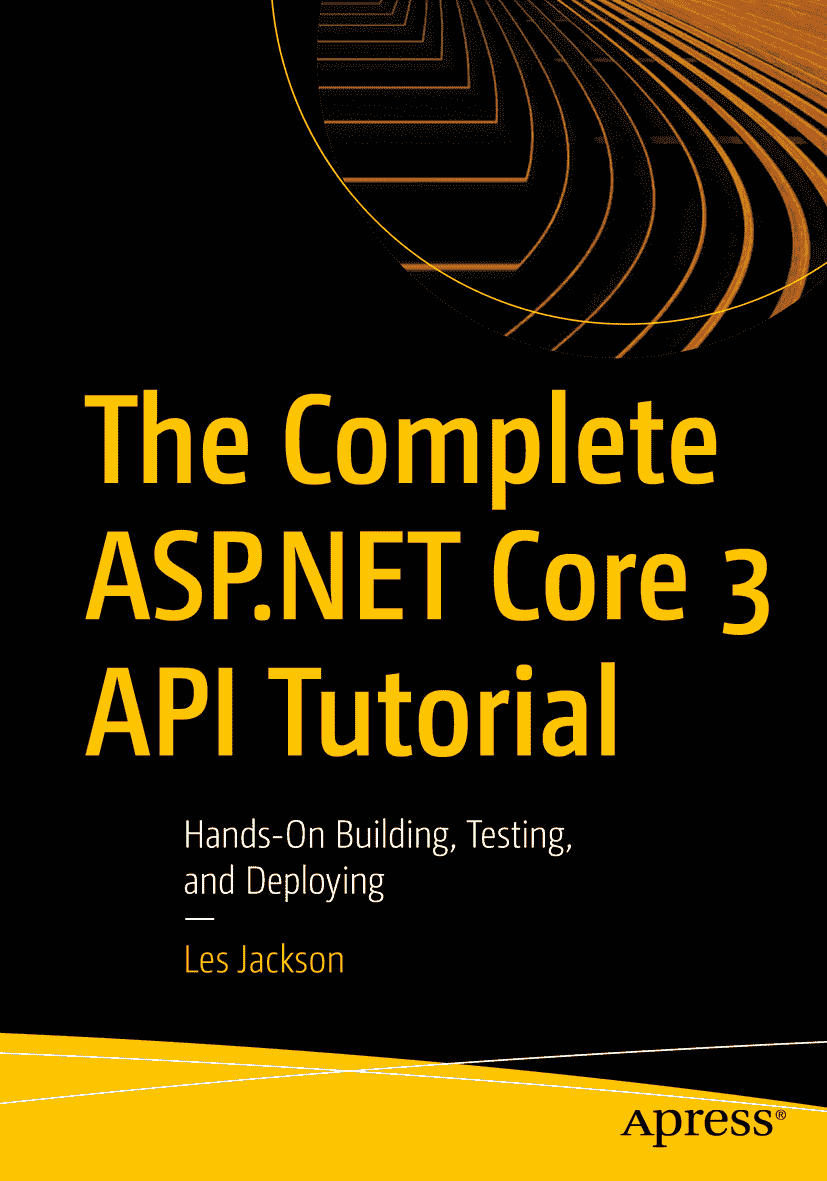 The Complete
ASP.NET Core 3
API Tutorial
Hands-On Building, Testing,
and Deploying
Les Jackson
Apress®